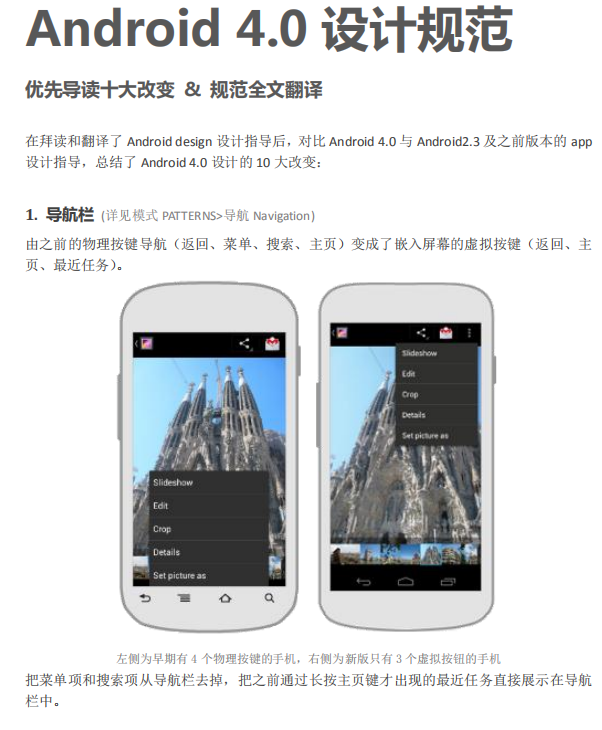 Android 4.0 设计规范
优先导读十大改变 & 规范全文翻译
在拜读和翻译了 Android design 设计指导后，对比 Android 4.0 与 Android2.3 及之前版本的 app
设计指导，总结了 Android 4.0 设计的 10 大改变：
1. 导航栏 (详见模式 PATTERNS>导航 Navigation)
由之前的物理按键导航（返回、菜单、搜索、主页）变成了嵌入屏幕的虚拟按键（返回、主
页、最近任务）。
Slideshow
Edit
Crop
Details
Set picture as
Slideshow
Edit
Crop
Details
Set picture as
左侧为早期有 4 个物理按键的手机，右侧为新版只有 3 个虚拟按钮的手机
把菜单项和搜索项从导航栏去掉，把之前通过长按主页键才出现的最近任务直接展示在导航
栏中。